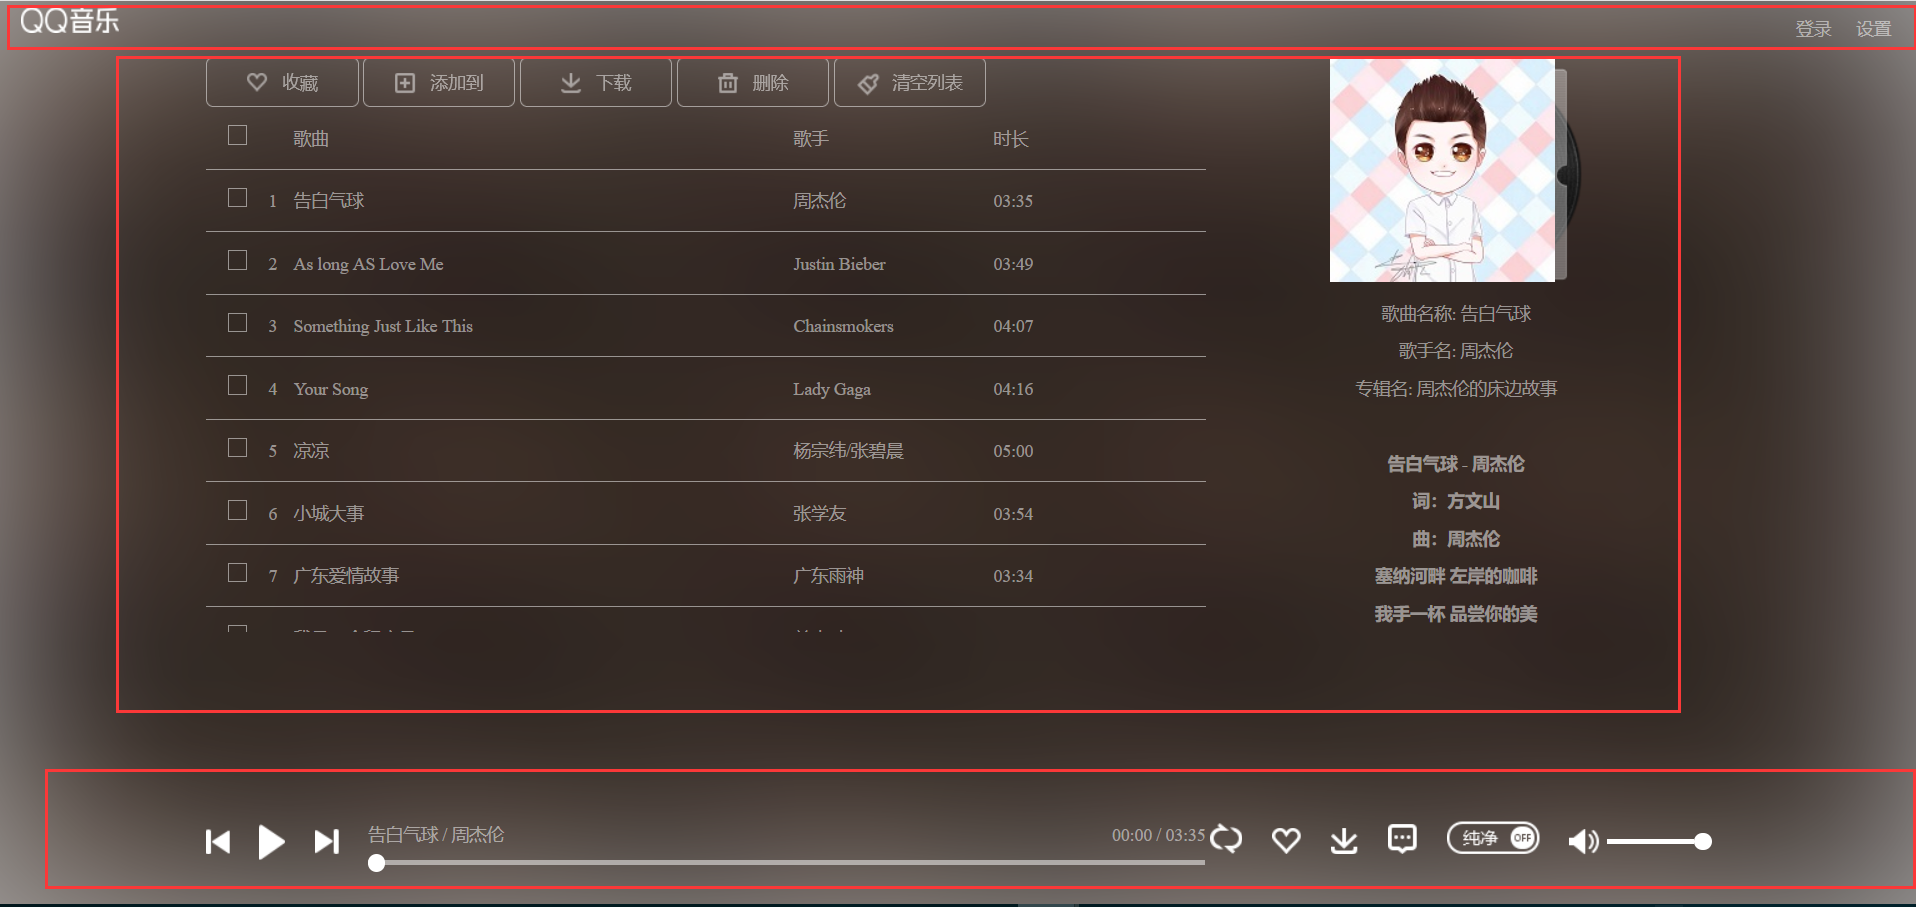 QQ音乐
登录 设置
收藏 添加到 下载 删除 清空列表
歌曲 歌手 时长
1 告白气球 周杰伦 03:35
2 As long AS Love Me Justin Bieber 03:49
3 Something Just Like This Chainsmokers 04:07
4 Your Song Lady Gaga 04:16
5 凉凉 杨宗纬/张碧晨 05:00
6 小城大事 张学友 03:54
7 广东爱情故事 广东雨神 03:34
歌曲名称: 告白气球
歌手名: 周杰伦
专辑名: 周杰伦的床边故事
告白气球 - 周杰伦
词：方文山
曲：周杰伦
塞纳河畔 左岸的咖啡
我手一杯 品尝你的美
告白气球 / 周杰伦 00:00 / 03:35
纯净 OFF